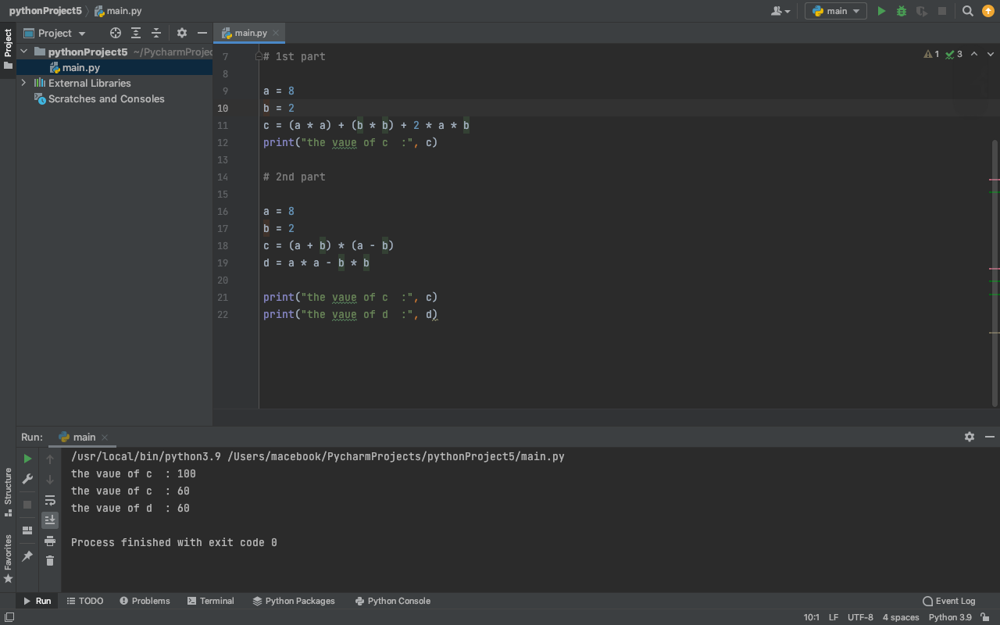 pythonProject5 main.py main
Project main.py
pythonProject5 ~/PycharmProjec
main.py
External Libraries
Scratches and Consoles
Project
Structure
Favorites
1 3
7 # 1st part
8
9 a = 8
10 b = 2
11 c = (a * a) + (b * b) + 2 * a * b
12 print("the vaue of c  :", c)
13
14 # 2nd part
15
16 a = 8
17 b = 2
18 c = (a + b) * (a - b)
19 d = a * a - b * b
20
21 print("the vaue of c  :", c)
22 print("the vaue of d  :", d)
Run: main
/usr/local/bin/python3.9 /Users/macebook/PycharmProjects/pythonProject5/main.py
the vaue of c  : 100
the vaue of c  : 60
the vaue of d  : 60
Process finished with exit code 0
Run TODO Problems Terminal Python Packages Python Console Event Log
10:1 LF UTF-8 4 spaces Python 3.9